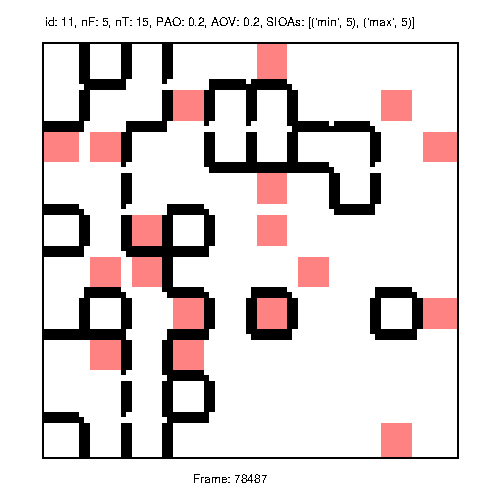 id: 11, nF: 5, nT: 15, PAO: 0.2, AOV: 0.2, SIOAs: [('min', 5), ('max', 5)]
Frame: 78487